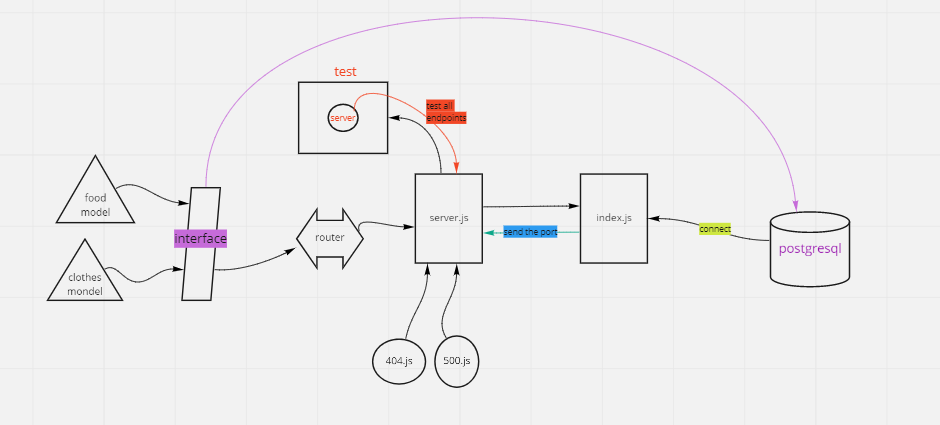 test
server
test all
endpoints
food
model
interface
clothes
mondel
router
server.js
index.js
send the port
connect
postgresql
404.js
500.js